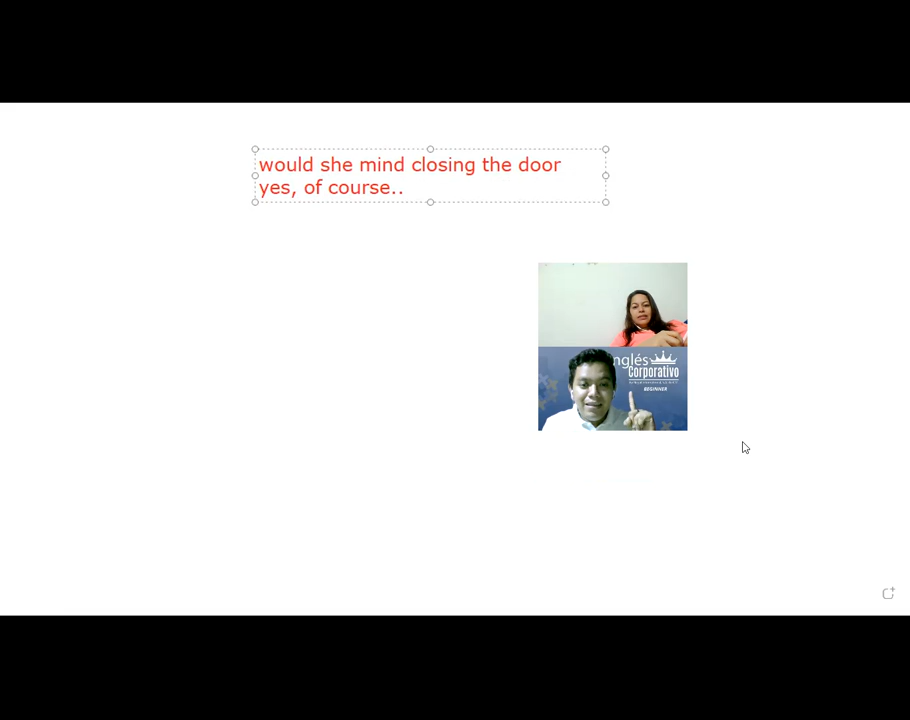 would she mind closing the door
yes, of course..
nglés
Corporativo
BEGINNER